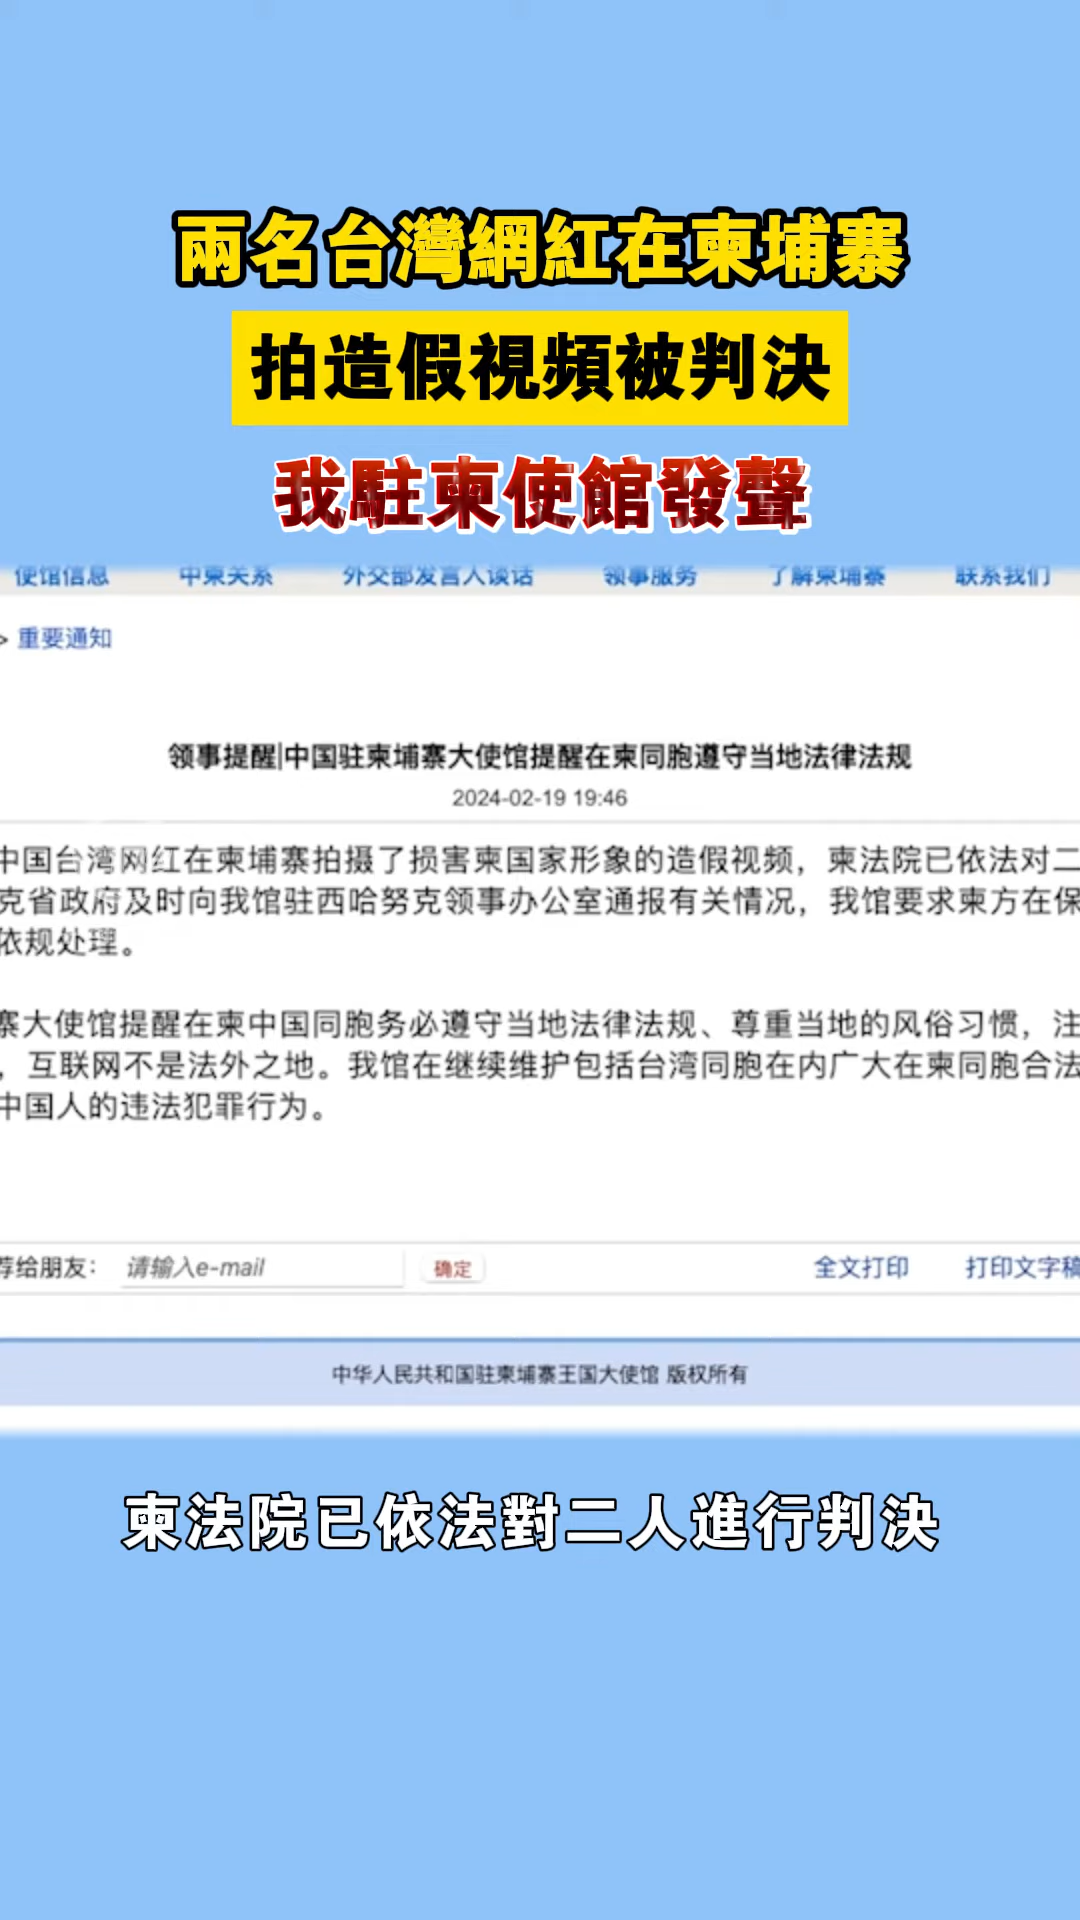 兩名台灣網紅在柬埔寨
拍造假視頻被判決
我駐柬使館發聲
使馆信息 中柬关系 外交部发言人谈话 领事服务 了解柬埔寨 联系我们
> 重要通知
领事提醒|中国驻柬埔寨大使馆提醒在柬同胞遵守当地法律法规
2024-02-19 19:46
中国台湾网红在柬埔寨拍摄了损害柬国家形象的造假视频，柬法院已依法对二
克省政府及时向我馆驻西哈努克领事办公室通报有关情况，我馆要求柬方在保
依规处理。
寨大使馆提醒在柬中国同胞务必遵守当地法律法规、尊重当地的风俗习惯，注
，互联网不是法外之地。我馆在继续维护包括台湾同胞在内广大在柬同胞合法
中国人的违法犯罪行为。
荐给朋友： 请输入e-mail 确定 全文打印 打印文字稿
中华人民共和国驻柬埔寨王国大使馆 版权所有
柬法院已依法對二人進行判決